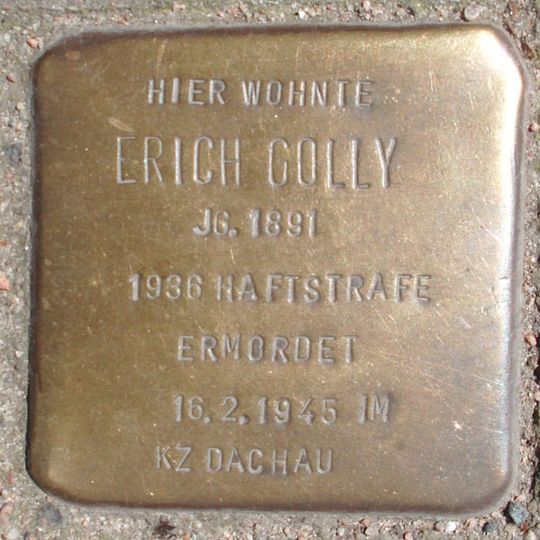 HIER WOHNTE
ERICH GOLLY
JG. 1891
1936 HAFTSTRAFE
ERMORDET
16.2.1945 IM
KZ DACHAU